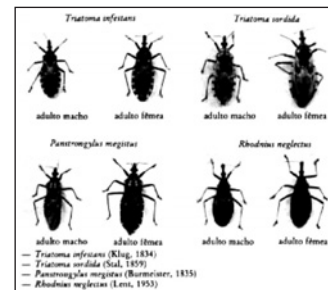 Triatoma infestans Triatoma sordida
adulto macho adulto fêmea adulto macho adulto fêmea
Panstrongylus megistus Rhodnius neglectus
adulto macho adulto fêmea adulto macho adulto fêmea
— Triatoma infestans (Klug, 1834)
— Triatoma sordida (Stal, 1859)
— Panstrongylus megistus (Burmeister, 1835)
— Rhodnius neglectus (Lent, 1953)